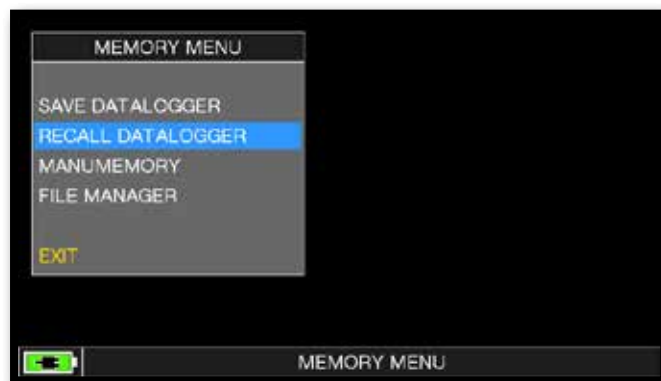 MEMORY MENU
SAVE DATALOGGER
RECALL DATALOGGER
MANUMEMORY
FILE MANAGER
EXIT
MEMORY MENU